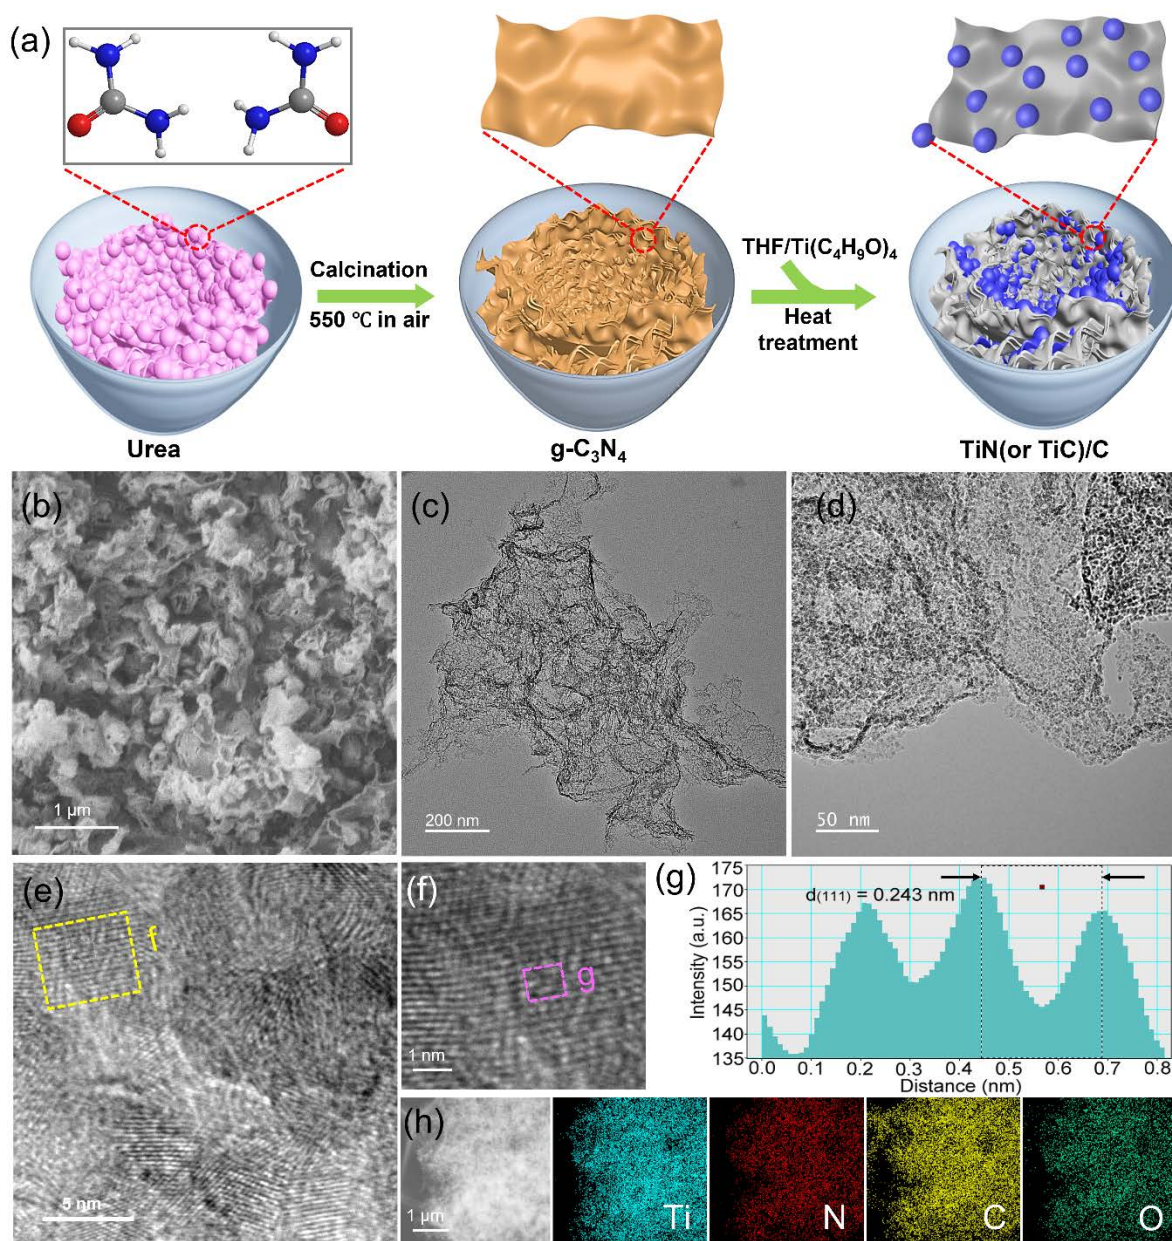 (a)
Calcination
550 ℃ in air
THF/Ti(C₄H₉O)₄
Heat
treatment
Urea
g-C₃N₄
TiN(or TiC)/C
(b)
1 μm
(c)
200 nm
(d)
50 nm
(e)
f
5 nm
(f)
g
1 nm
(g)
d(111) = 0.243 nm
Intensity (a.u.)
175
170
165
160
155
150
145
140
135
0.0 0.1 0.2 0.3 0.4 0.5 0.6 0.7 0.8
Distance (nm)
(h)
1 μm
Ti
N
C
O